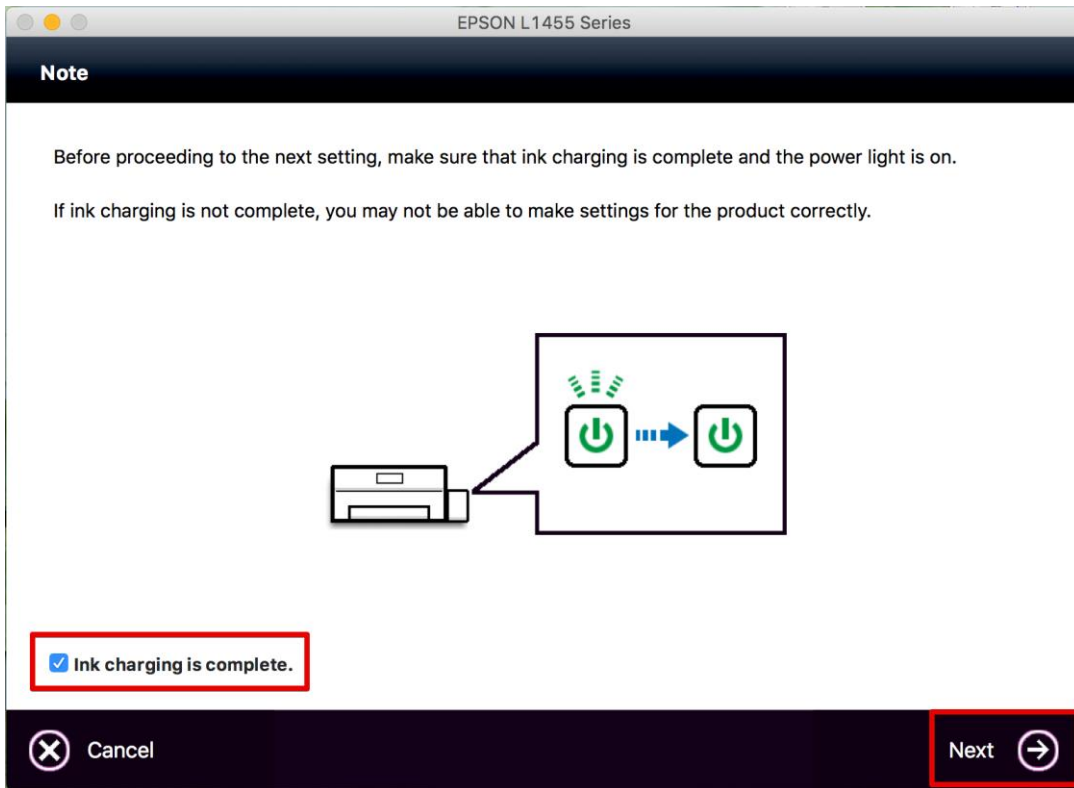 EPSON L1455 Series
Note
Before proceeding to the next setting, make sure that ink charging is complete and the power light is on.
If ink charging is not complete, you may not be able to make settings for the product correctly.
Ink charging is complete.
Cancel
Next